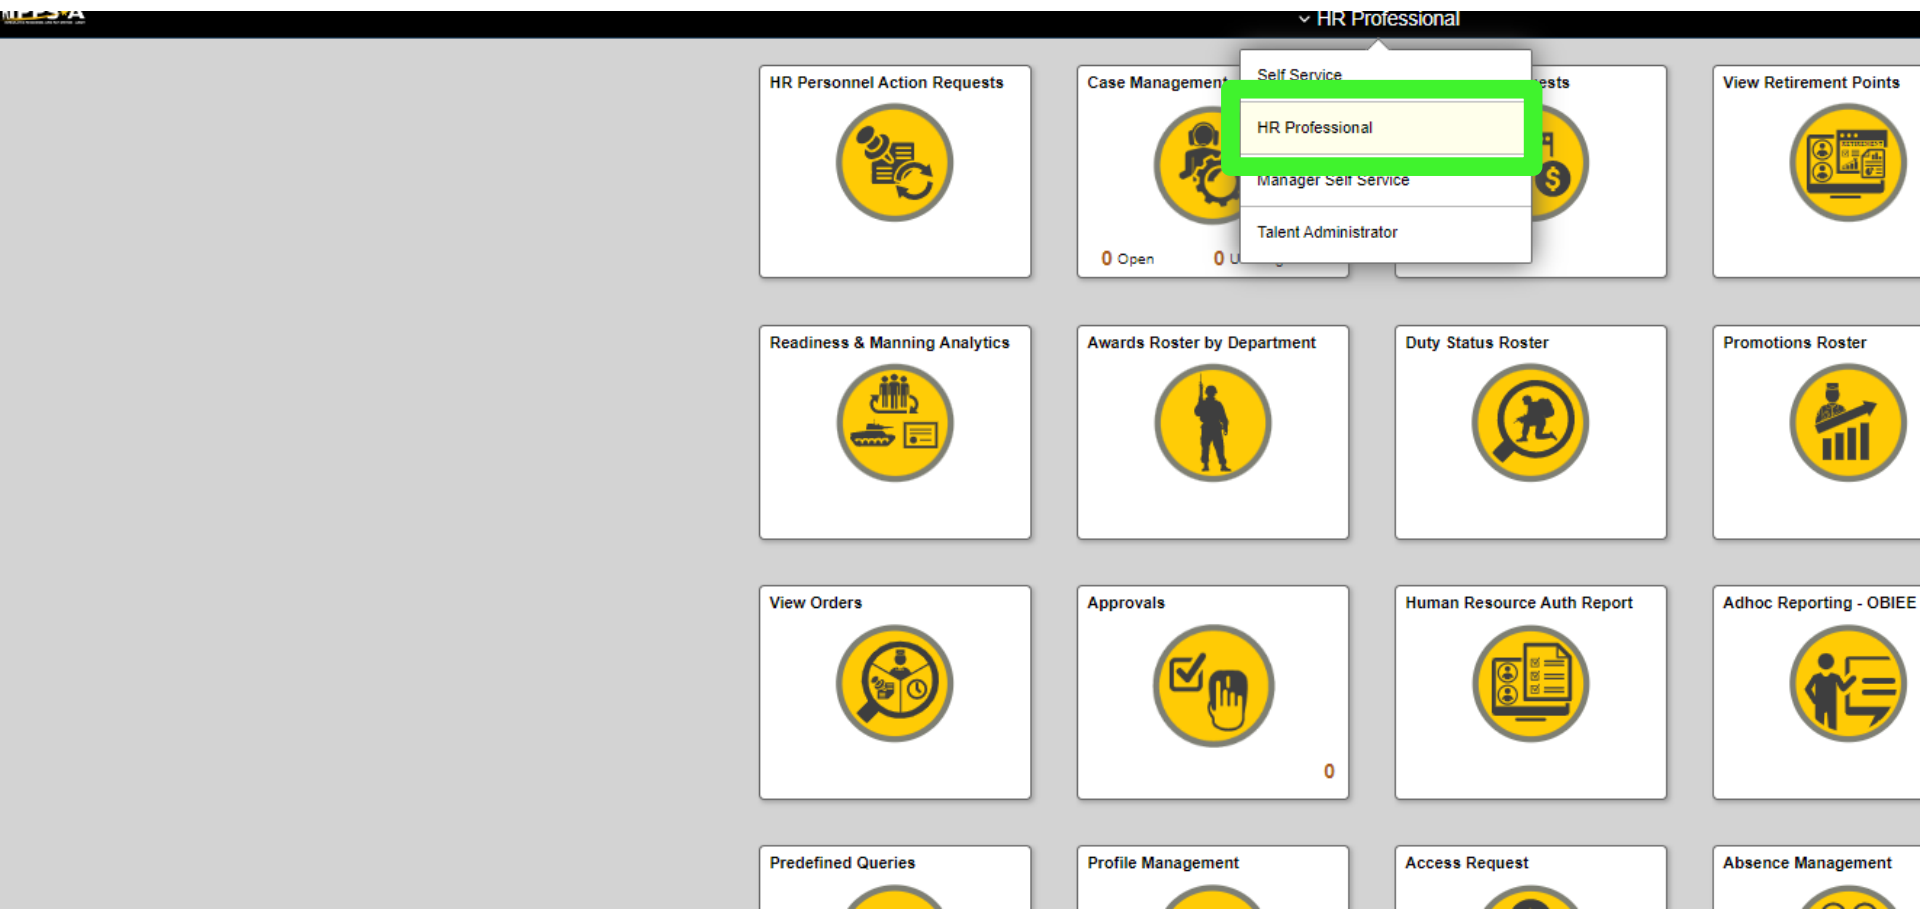 HR Professional
HR Personnel Action Requests
Case Management
Self Service
HR Professional
Manager Self Service
Talent Administrator
View Retirement Points
RETIREMENT
0 Open
0
Readiness & Manning Analytics
Awards Roster by Department
Duty Status Roster
Promotions Roster
View Orders
Approvals
0
Human Resource Auth Report
Adhoc Reporting - OBIEE
Predefined Queries
Profile Management
Access Request
Absence Management